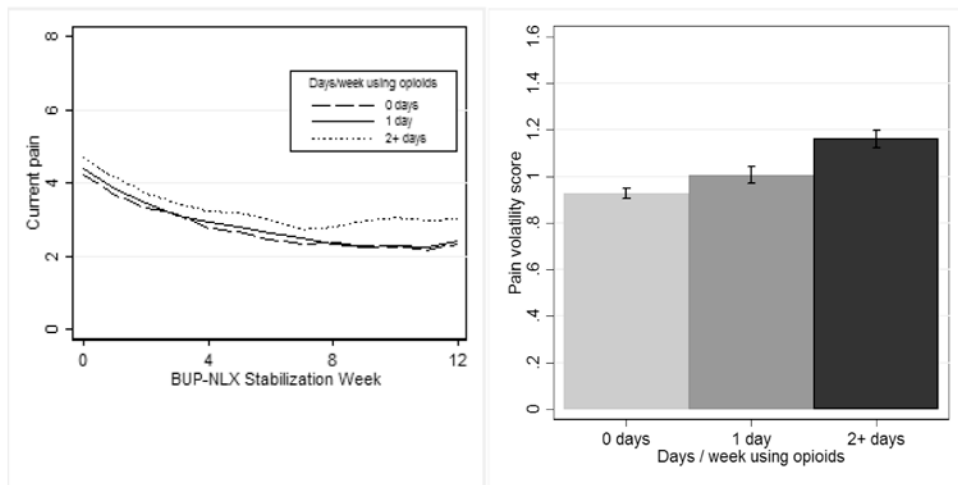 8
6
4
2
0
Current pain
Days/week using opioids
0 days
1 day
2+ days
0 4 8 12
BUP-NLX Stabilization Week
1.6
1.4
1.2
1
.8
.6
.4
.2
0
Pain volatility score
0 days 1 day 2+ days
Days / week using opioids